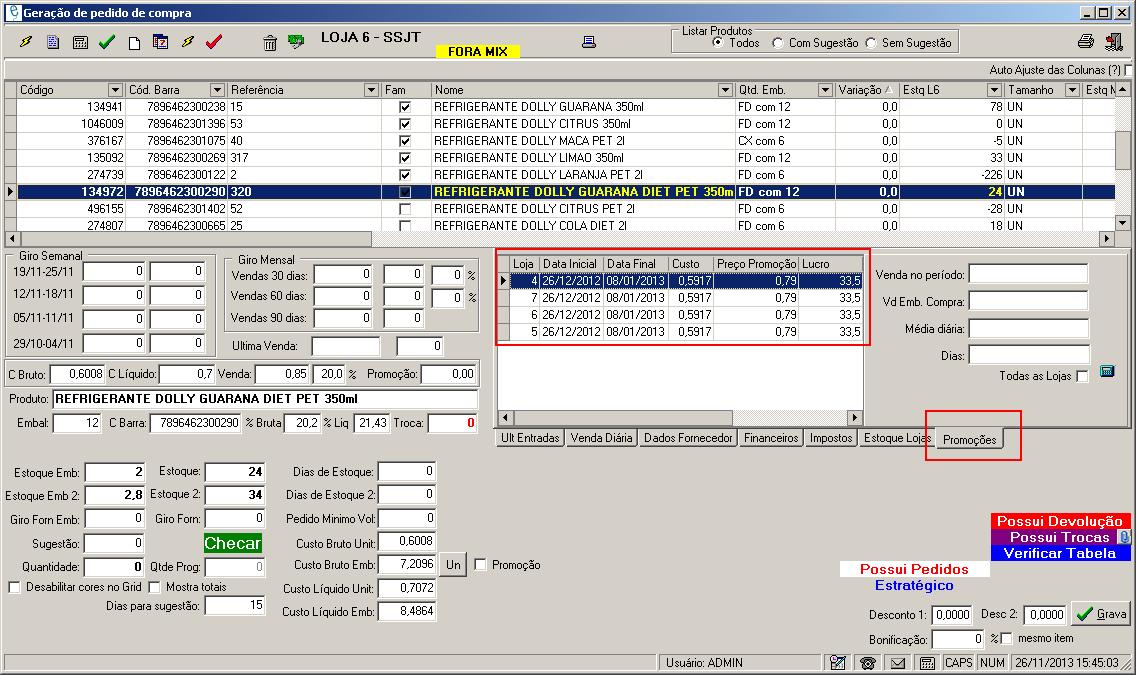 Geração de pedido de compra
LOJA 6 - SSJT
FORA MIX
Listar Produtos
Todos Com Sugestão Sem Sugestão
Auto Ajuste das Colunas (?)
Código Cód. Barra Referência Fam Nome Qtd. Emb. Variação Estq L6 Tamanho Estq M
134941 7896462300238 15 REFRIGERANTE DOLLY GUARANA 350ml FD com 12 0,0 78 UN
1046009 7896462301396 53 REFRIGERANTE DOLLY CITRUS 350ml FD com 12 0,0 0 UN
376167 7896462301075 40 REFRIGERANTE DOLLY MACA PET 2l CX com 6 0,0 -5 UN
135092 7896462300269 317 REFRIGERANTE DOLLY LIMAO 350ml FD com 12 0,0 33 UN
274739 7896462300122 2 REFRIGERANTE DOLLY LARANJA PET 2l FD com 6 0,0 -226 UN
134972 7896462300290 320 REFRIGERANTE DOLLY GUARANA DIET PET 350m FD com 12 0,0 24 UN
496155 7896462301402 52 REFRIGERANTE DOLLY CITRUS PET 2l FD com 6 0,0 -28 UN
274807 7896462300665 25 REFRIGERANTE DOLLY COLA DIET 2l FD com 6 0,0 18 UN
Giro Semanal
19/11-25/11 0 0
12/11-18/11 0 0
05/11-11/11 0 0
29/10-04/11 0 0
Giro Mensal
Vendas 30 dias: 0 0 0 %
Vendas 60 dias: 0 0 0 %
Vendas 90 dias: 0 0
Ultima Venda: 0
C Bruto: 0,6008 C Líquido: 0,7 Venda: 0,85 20,0 % Promoção: 0,00
Produto: REFRIGERANTE DOLLY GUARANA DIET PET 350ml
Embal: 12 C Barra: 7896462300290 % Bruta 20,2 % Liq 21,43 Troca: 0
Loja Data Inicial Data Final Custo Preço Promoção Lucro
4 26/12/2012 08/01/2013 0,5917 0,79 33,5
7 26/12/2012 08/01/2013 0,5917 0,79 33,5
6 26/12/2012 08/01/2013 0,5917 0,79 33,5
5 26/12/2012 08/01/2013 0,5917 0,79 33,5
Venda no período:
Vd Emb. Compra:
Média diária:
Dias:
Todas as Lojas
Ult Entradas Venda Diária Dados Fornecedor Financeiros Impostos Estoque Lojas Promoções
Estoque Emb: 2 Estoque: 24 Dias de Estoque: 0
Estoque Emb 2: 2,8 Estoque 2: 34 Dias de Estoque 2: 0
Giro Forn Emb: 0 Giro Forn: 0 Pedido Minimo Vol: 0
Sugestão: 0 Checar Custo Bruto Unit: 0,6008
Quantidade: 0 Qtde Prog: 0 Custo Bruto Emb: 7,2096 Un Promoção
Desabilitar cores no Grid Mostra totais Custo Líquido Unit: 0,7072
Dias para sugestão: 15 Custo Líquido Emb: 8,4864
Possui Devolução
Possui Trocas
Verificar Tabela
Possui Pedidos
Estratégico
Desconto 1: 0,0000 Desc 2: 0,0000 Grava
Bonificação: 0 % mesmo item
Usuário: ADMIN CAPS NUM 26/11/2013 15:45:03